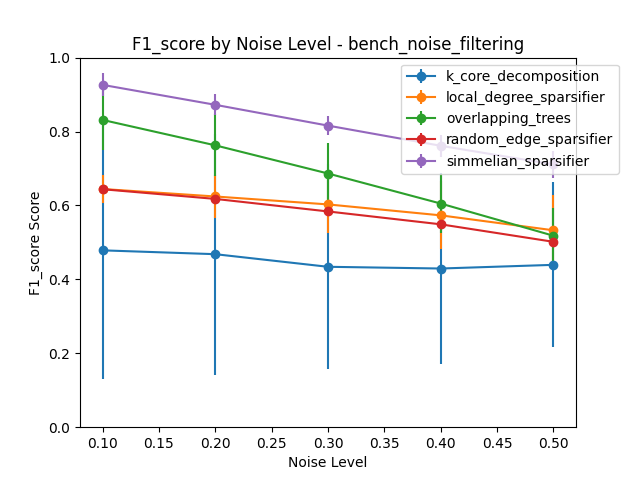 F1_score by Noise Level - bench_noise_filtering
k_core_decomposition
local_degree_sparsifier
overlapping_trees
random_edge_sparsifier
simmelian_sparsifier
F1_score Score
1.0
0.8
0.6
0.4
0.2
0.0
0.10 0.15 0.20 0.25 0.30 0.35 0.40 0.45 0.50
Noise Level